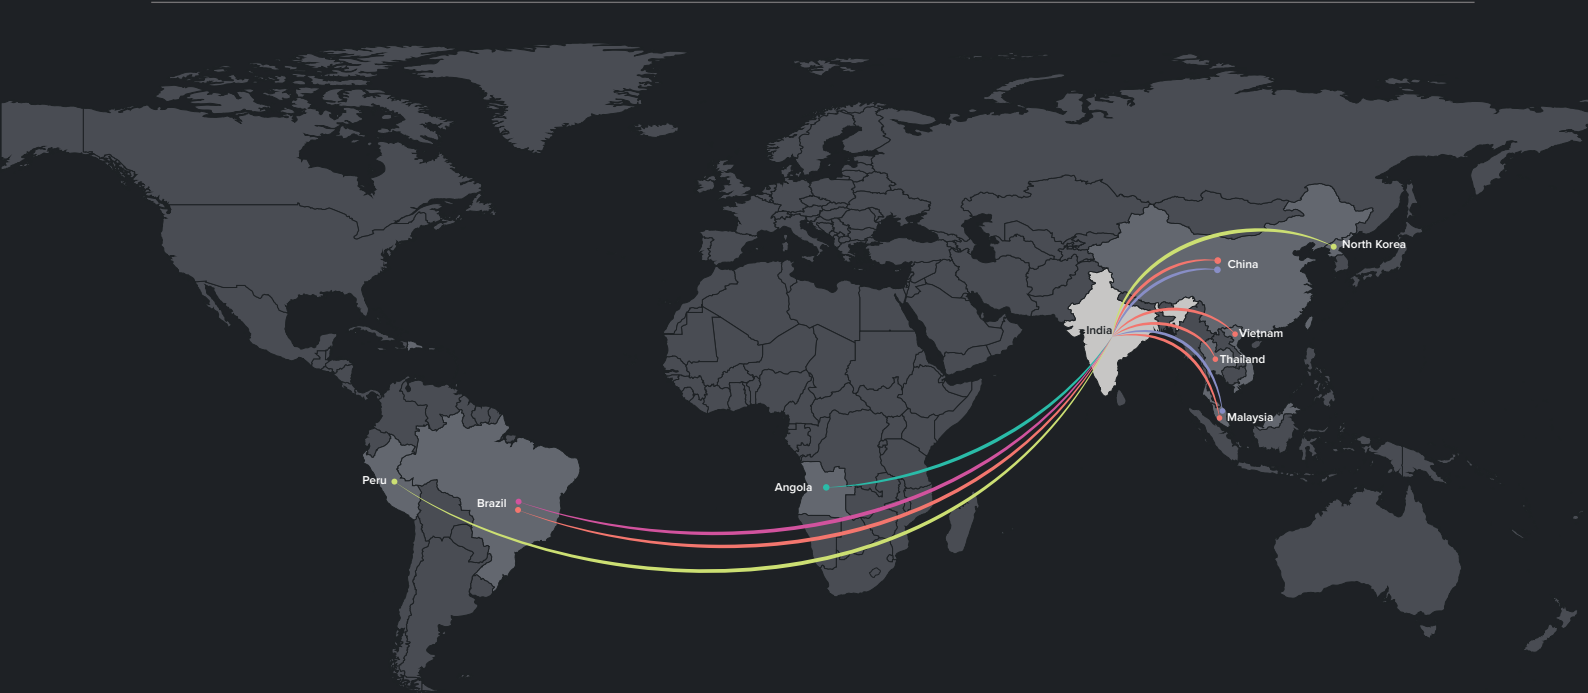 North Korea
China
India
Vietnam
Thailand
Malaysia
Peru
Angola
Brazil